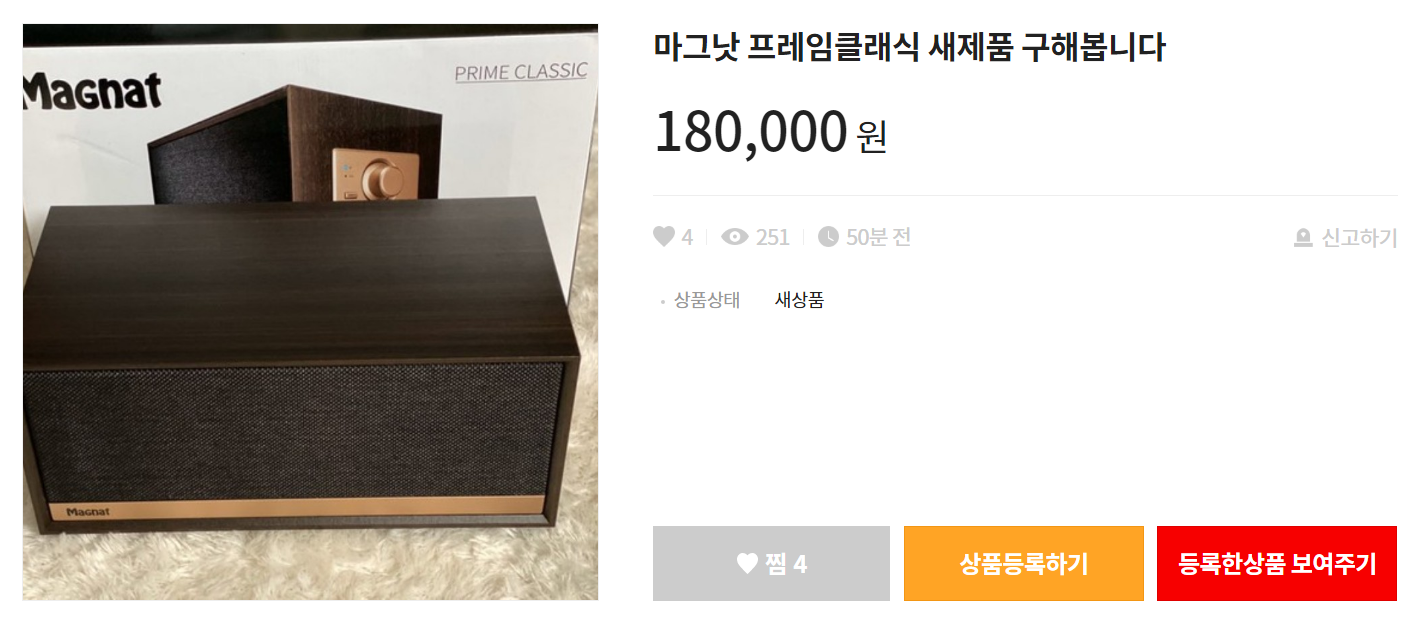 Magnat
PRIME CLASSIC
Magnat
마그낫 프레임클래식 새제품 구해봅니다
180,000 원
4 251 50분 전 신고하기
상품상태 새상품
찜 4
상품등록하기
등록한상품 보여주기